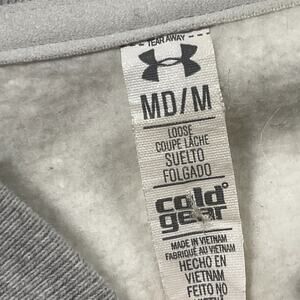 TEAR AWAY
MD/M
LOOSE
COUPE LÂCHE
SUELTO
FOLGADO
cold
gear
MADE IN VIETNAM
FABRIQUÉ AU VIETNAM
HECHO EN
VIETNAM
FEITO NO